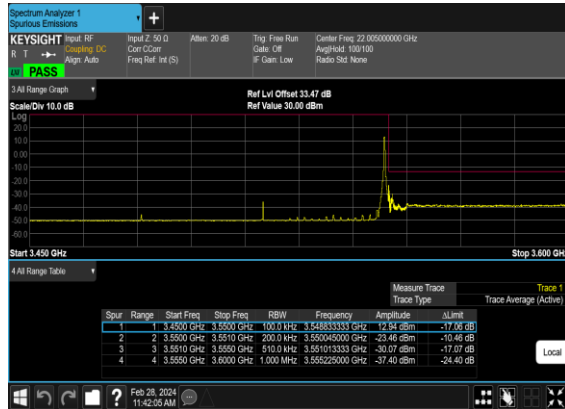 Spectrum Analyzer 1
Spurious Emissions
KEYSIGHT Input: RF Input Z: 50 Ω Atten: 20 dB Trig: Free Run Center Freq: 22.005000000 GHz
R T Coupling: DC Corr CCorr Gate: Off Avg|Hold: 100/100
Align: Auto Freq Ref: Int (S) IF Gain: Low Radio Std: None
LW PASS
3 All Range Graph
Ref Lvl Offset 33.47 dB
Scale/Div 10.0 dB Ref Value 30.00 dBm
Log
20.0
10.0
0.00
-10.0
-20.0
-30.0
-40.0
-50.0
-60.0
Start 3.450 GHz Stop 3.600 GHz
4 All Range Table
Measure Trace Trace 1
Trace Type Trace Average (Active)
Spur Range Start Freq Stop Freq RBW Frequency Amplitude ΔLimit
1 1 3.4500 GHz 3.5500 GHz 100.0 kHz 3.548833333 GHz 12.94 dBm -17.06 dB
2 2 3.5500 GHz 3.5510 GHz 200.0 kHz 3.550045000 GHz -23.46 dBm -10.46 dB
3 3 3.5510 GHz 3.5550 GHz 510.0 kHz 3.551013333 GHz -30.07 dBm -17.07 dB
4 4 3.5550 GHz 3.6000 GHz 1.000 MHz 3.555225000 GHz -37.40 dBm -24.40 dB
Local
Feb 28, 2024
11:42:05 AM